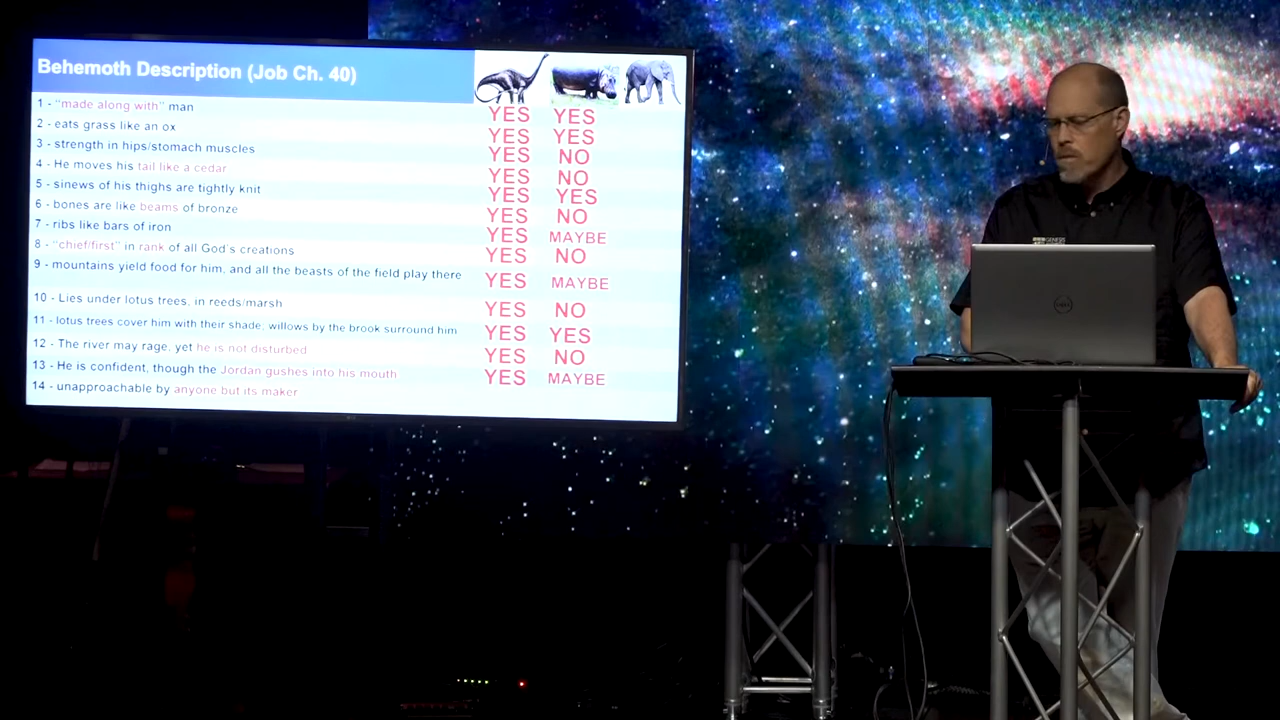 Behemoth Description (Job Ch. 40)
1 - "made along with" man
2 - eats grass like an ox
3 - strength in hips/stomach muscles
4 - He moves his tail like a cedar
5 - sinews of his thighs are tightly knit
6 - bones are like beams of bronze
7 - ribs like bars of iron
8 - "chief/first" in rank of all God's creations
9 - mountains yield food for him, and all the beasts of the field play there
10 - Lies under lotus trees, in reeds/marsh
11 - lotus trees cover him with their shade; willows by the brook surround him
12 - The river may rage, yet he is not disturbed
13 - He is confident, though the Jordan gushes into his mouth
14 - unapproachable by anyone but its maker
YES YES
YES YES
YES NO
YES NO
YES YES
YES NO
YES MAYBE
YES NO
YES MAYBE
YES NO
YES YES
YES NO
YES MAYBE
GENESIS
DELL